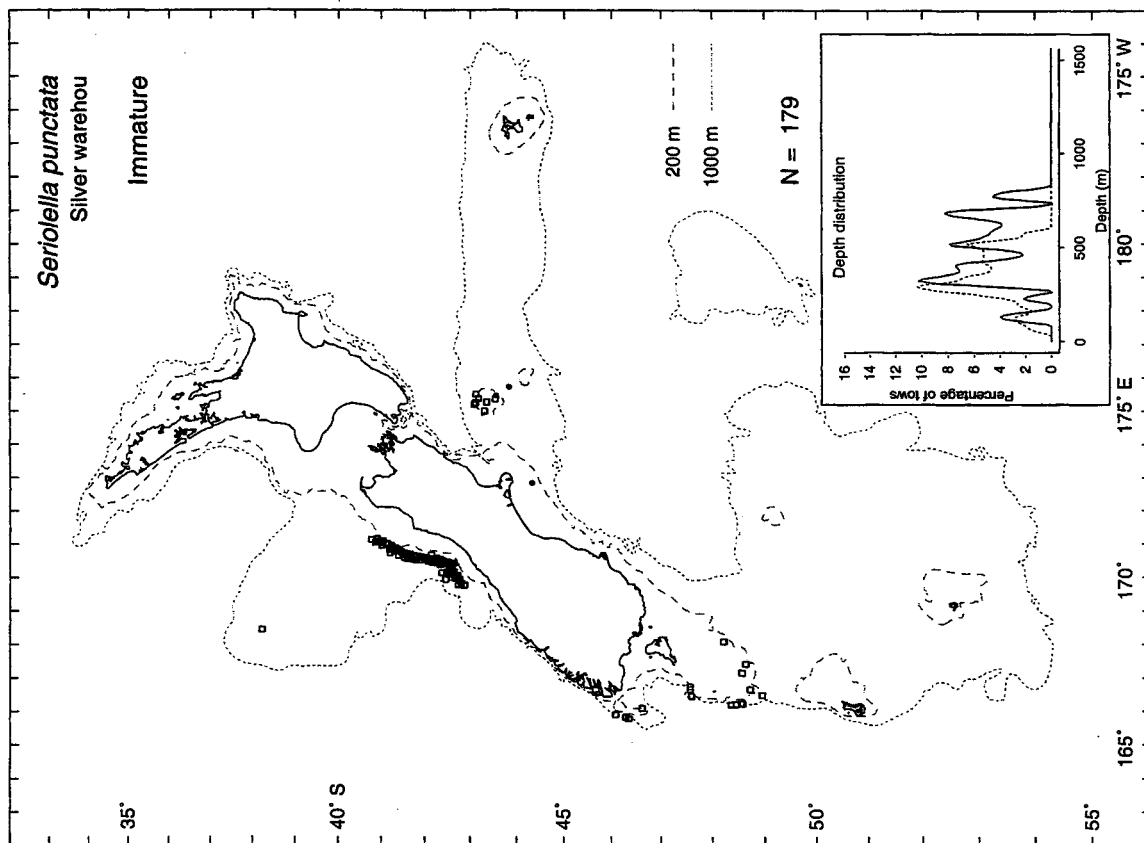 Seriolella punctata
Silver warehou
Immature
35°
40° S
45°
50°
55°
165°
170°
175° E
180°
175° W
200 m
1000 m
N = 179
Depth distribution
Percentage of tows
16
14
12
10
8
6
4
2
0
0
500
1000
1500
Depth (m)